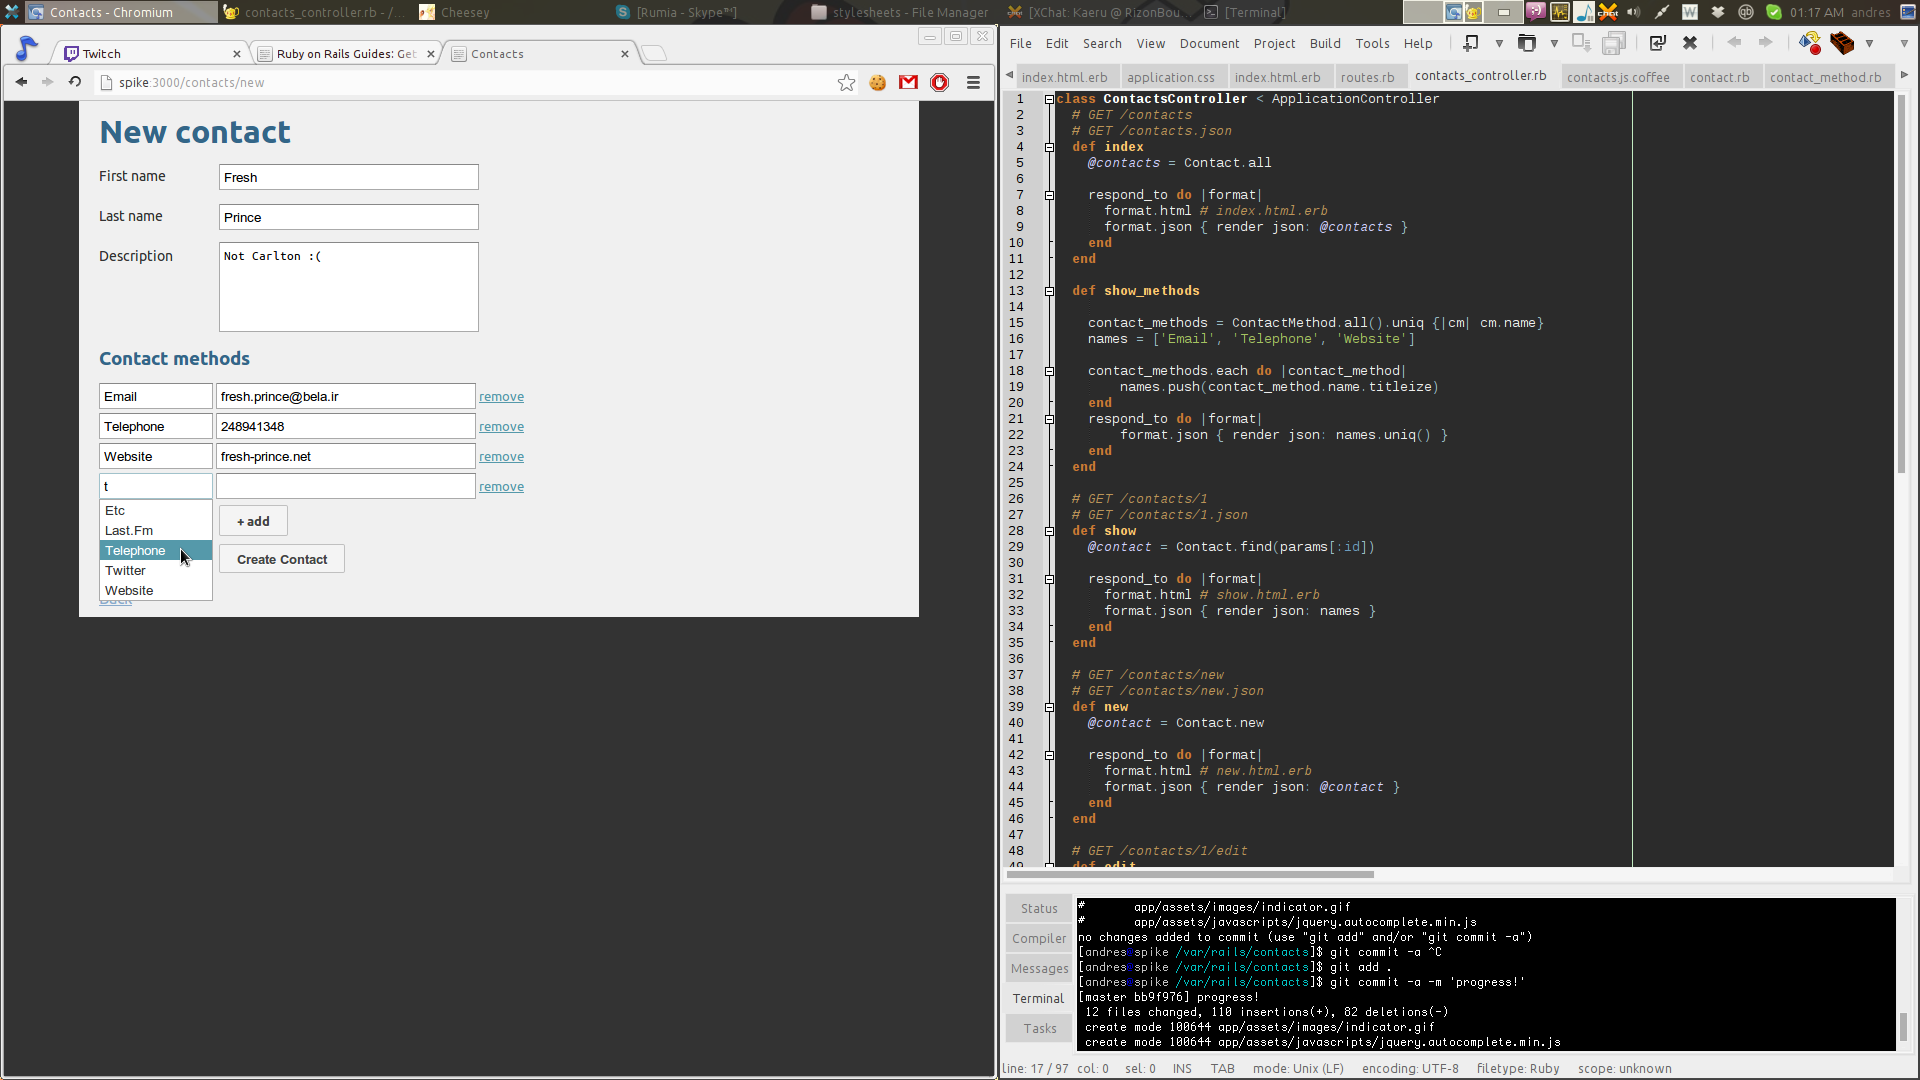 Contacts - Chromium
contacts_controller.rb - /...
Cheesey
[Rumia - Skype™]
stylesheets - File Manager
[XChat: Kaeru @ RizonBou...
[Terminal]
01:17 AM
andres
Twitch
Ruby on Rails Guides: Get
Contacts
spike:3000/contacts/new
New contact
First name
Fresh
Last name
Prince
Description
Not Carlton :(
Contact methods
Email
fresh.prince@bela.ir
remove
Telephone
248941348
remove
Website
fresh-prince.net
remove
t
remove
Etc
Last.Fm
Telephone
Twitter
Website
+ add
Create Contact
Back
File Edit Search View Document Project Build Tools Help
index.html.erb application.css index.html.erb routes.rb contacts_controller.rb contacts.js.coffee contact.rb contact_method.rb
1 class ContactsController < ApplicationController
2 # GET /contacts
3 # GET /contacts.json
4 def index
5 @contacts = Contact.all
6
7 respond_to do |format|
8 format.html # index.html.erb
9 format.json { render json: @contacts }
10 end
11 end
12
13 def show_methods
14
15 contact_methods = ContactMethod.all().uniq {|cm| cm.name}
16 names = ['Email', 'Telephone', 'Website']
17
18 contact_methods.each do |contact_method|
19 names.push(contact_method.name.titleize)
20 end
21 respond_to do |format|
22 format.json { render json: names.uniq() }
23 end
24 end
25
26 # GET /contacts/1
27 # GET /contacts/1.json
28 def show
29 @contact = Contact.find(params[:id])
30
31 respond_to do |format|
32 format.html # show.html.erb
33 format.json { render json: names }
34 end
35 end
36
37 # GET /contacts/new
38 # GET /contacts/new.json
39 def new
40 @contact = Contact.new
41
42 respond_to do |format|
43 format.html # new.html.erb
44 format.json { render json: @contact }
45 end
46 end
47
48 # GET /contacts/1/edit
49 def edit
Status
Compiler
Messages
Terminal
Tasks
# app/assets/images/indicator.gif
# app/assets/javascripts/jquery.autocomplete.min.js
no changes added to commit (use "git add" and/or "git commit -a")
[andres@spike /var/rails/contacts]$ git commit -a ^C
[andres@spike /var/rails/contacts]$ git add .
[andres@spike /var/rails/contacts]$ git commit -a -m 'progress!'
[master bb9f976] progress!
12 files changed, 110 insertions(+), 82 deletions(-)
create mode 100644 app/assets/images/indicator.gif
create mode 100644 app/assets/javascripts/jquery.autocomplete.min.js
line: 17 / 97 col: 0 sel: 0 INS TAB mode: Unix (LF) encoding: UTF-8 filetype: Ruby scope: unknown